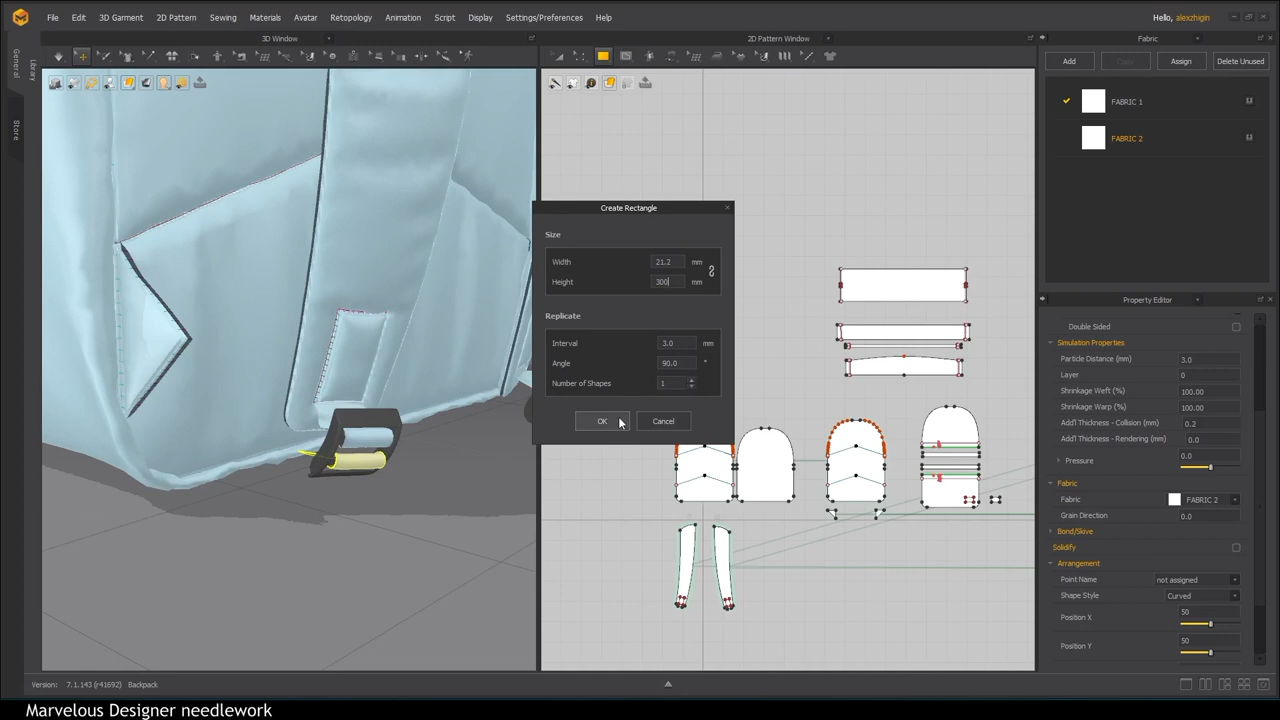 File Edit 3D Garment 2D Pattern Sewing Materials Avatar Retopology Animation Script Display Settings/Preferences Help
Hello, alexzhigin
3D Window
2D Pattern Window
Fabric
General
Library
Store
Add
Assign
Delete Unused
FABRIC 1
FABRIC 2
Create Rectangle
Size
Width 21.2 mm
Height 300 mm
Replicate
Interval 3.0 mm
Angle 90.0 °
Number of Shapes 1
OK Cancel
Property Editor
Double Sided
Simulation Properties
Particle Distance (mm) 3.0
Layer 0
Shrinkage Weft (%) 100.00
Shrinkage Warp (%) 100.00
Add'l Thickness - Collision (mm) 0.2
Add'l Thickness - Rendering (mm) 0.0
Pressure 0.0
Fabric
Fabric FABRIC 2
Grain Direction 0.0
Bond/Skive
Solidify
Arrangement
Point Name not assigned
Shape Style Curved
Position X 50
Position Y 50
Version: 7.1.143 (r41692) Backpack
Marvelous Designer needlework